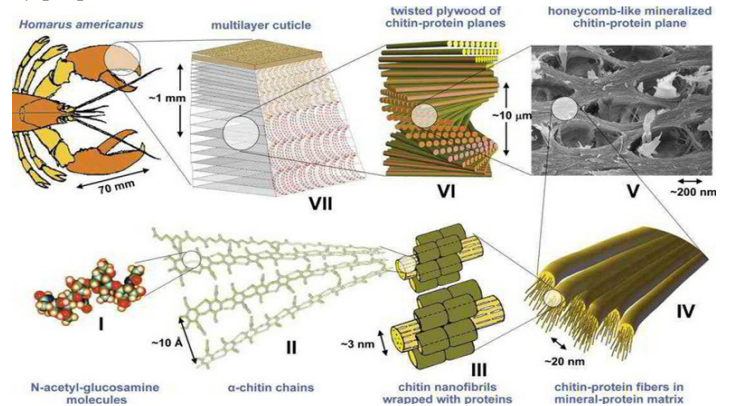 Homarus americanus
multilayer cuticle
twisted plywood of
chitin-protein planes
honeycomb-like mineralized
chitin-protein plane
~1 mm
70 mm
VII
~10 μm
VI
V
~200 nm
I
~10 Å
II
~3 nm
III
IV
~20 nm
N-acetyl-glucosamine
molecules
α-chitin chains
chitin nanofibrils
wrapped with proteins
chitin-protein fibers in
mineral-protein matrix